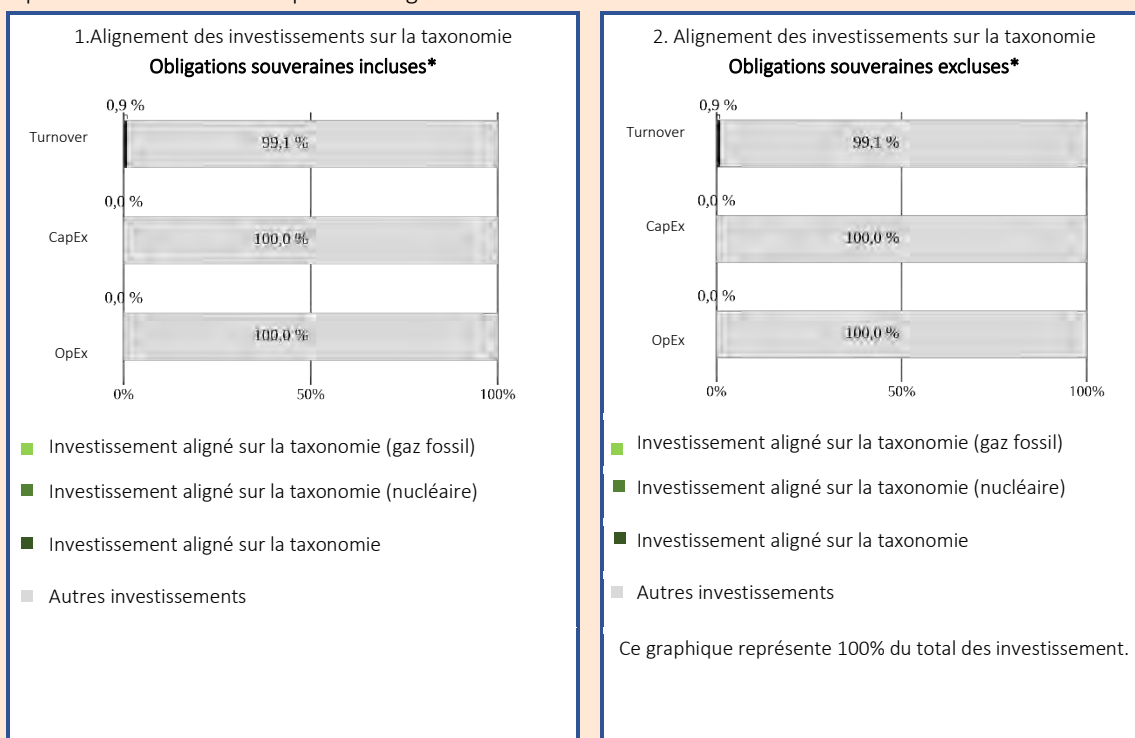 1.Alignement des investissements sur la taxonomie
Obligations souveraines incluses*
0,9 %
Turnover
99,1 %
0,0 %
CapEx
100,0 %
0,0 %
OpEx
100,0 %
0%
50%
100%
Investissement aligné sur la taxonomie (gaz fossil)
Investissement aligné sur la taxonomie (nucléaire)
Investissement aligné sur la taxonomie
Autres investissements
2. Alignement des investissements sur la taxonomie
Obligations souveraines exclues*
0,9 %
Turnover
99,1 %
0,0 %
CapEx
100,0 %
0,0 %
OpEx
100,0 %
0%
50%
100%
Investissement aligné sur la taxonomie (gaz fossil)
Investissement aligné sur la taxonomie (nucléaire)
Investissement aligné sur la taxonomie
Autres investissements
Ce graphique représente 100% du total des investissement.